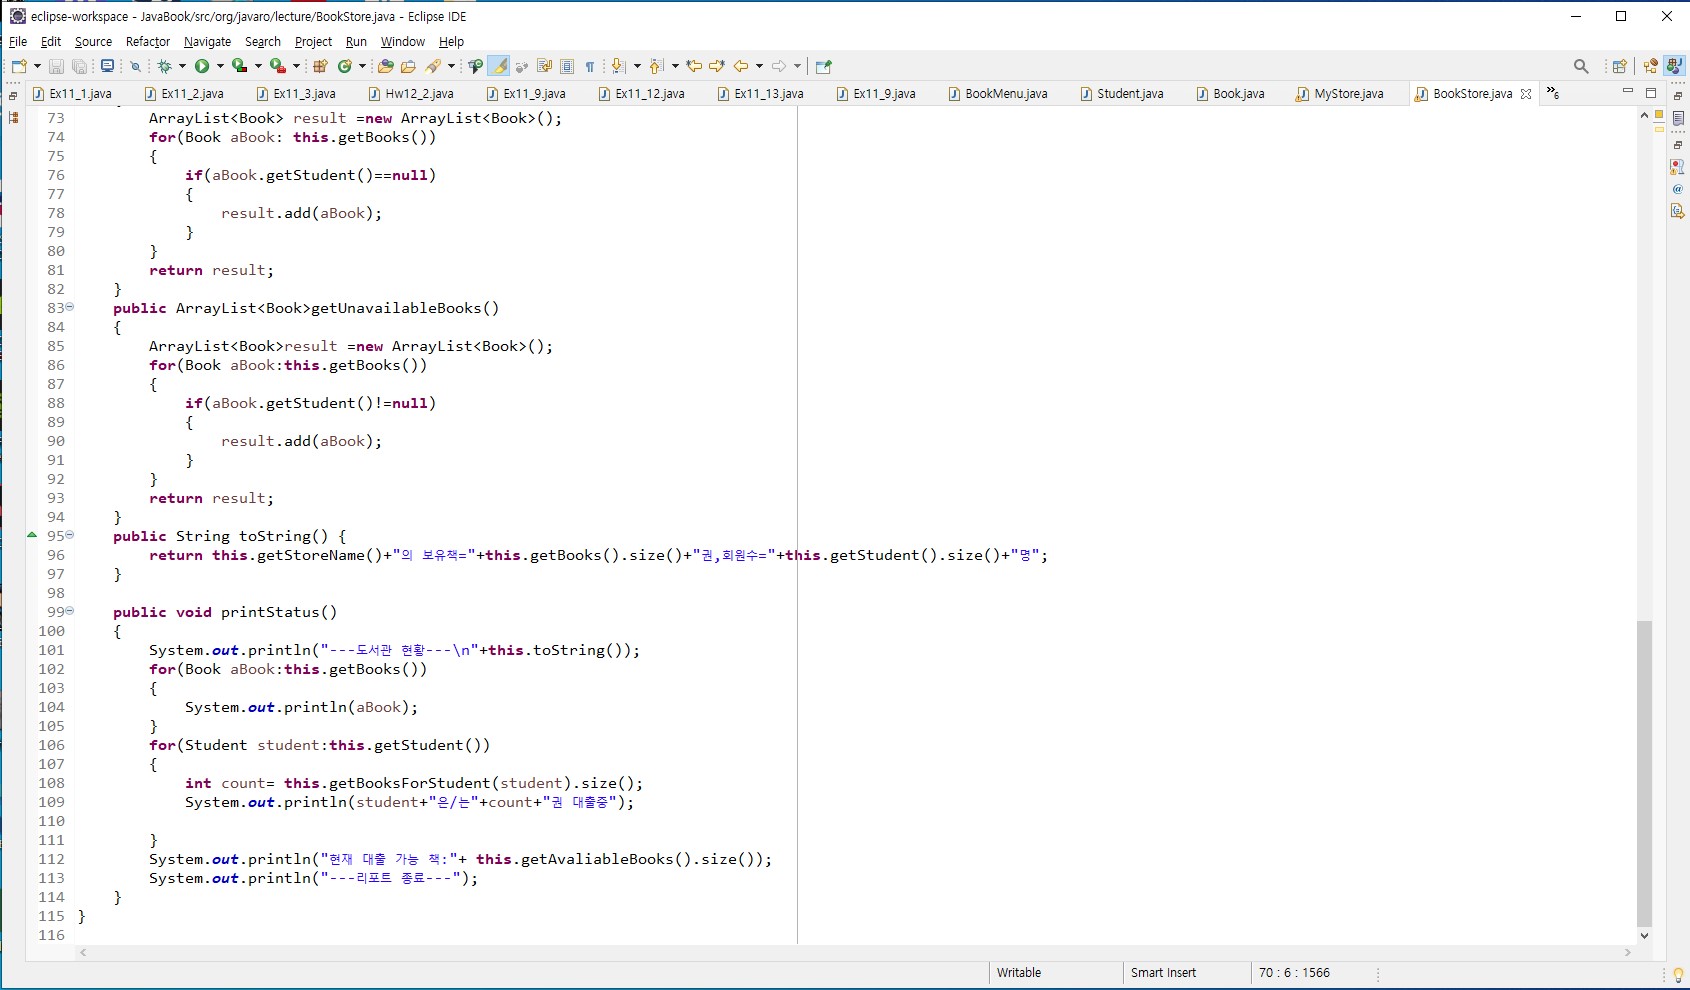 eclipse-workspace - JavaBook/src/org/javaro/lecture/BookStore.java - Eclipse IDE
File Edit Source Refactor Navigate Search Project Run Window Help
Ex11_1.java Ex11_2.java Ex11_3.java Hw12_2.java Ex11_9.java Ex11_12.java Ex11_13.java Ex11_9.java BookMenu.java Student.java Book.java MyStore.java BookStore.java »6
73 ArrayList<Book> result =new ArrayList<Book>();
74 for(Book aBook: this.getBooks())
75 {
76 if(aBook.getStudent()==null)
77 {
78 result.add(aBook);
79 }
80 }
81 return result;
82 }
83 public ArrayList<Book>getUnavailableBooks()
84 {
85 ArrayList<Book>result =new ArrayList<Book>();
86 for(Book aBook:this.getBooks())
87 {
88 if(aBook.getStudent()!=null)
89 {
90 result.add(aBook);
91 }
92 }
93 return result;
94 }
95 public String toString() {
96 return this.getStoreName()+"의 보유책="+this.getBooks().size()+"권,회원수="+this.getStudent().size()+"명";
97 }
98
99 public void printStatus()
100 {
101 System.out.println("---도서관 현황---\n"+this.toString());
102 for(Book aBook:this.getBooks())
103 {
104 System.out.println(aBook);
105 }
106 for(Student student:this.getStudent())
107 {
108 int count= this.getBooksForStudent(student).size();
109 System.out.println(student+"은/는"+count+"권 대출중");
110
111 }
112 System.out.println("현재 대출 가능 책:"+ this.getAvaliableBooks().size());
113 System.out.println("---리포트 종료---");
114 }
115 }
116
Writable Smart Insert 70 : 6 : 1566